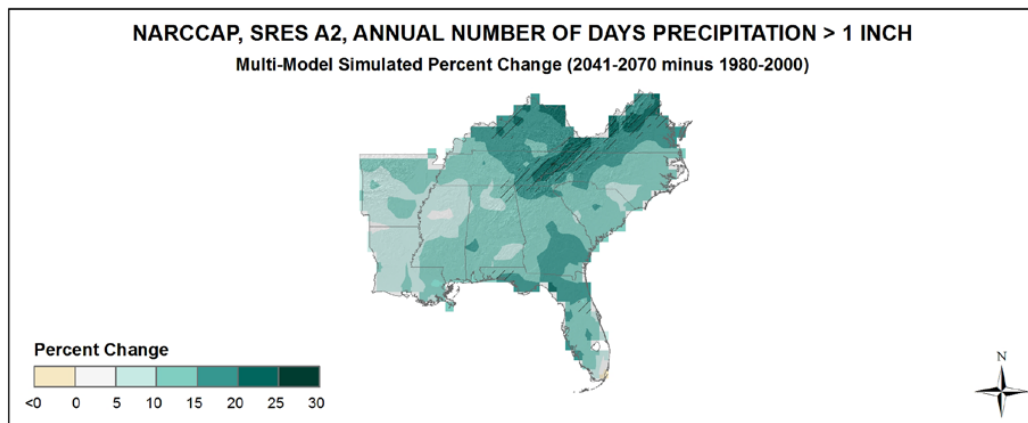 NARCCAP, SRES A2, ANNUAL NUMBER OF DAYS PRECIPITATION > 1 INCH
Multi-Model Simulated Percent Change (2041-2070 minus 1980-2000)
Percent Change
<0 0 5 10 15 20 25 30
N